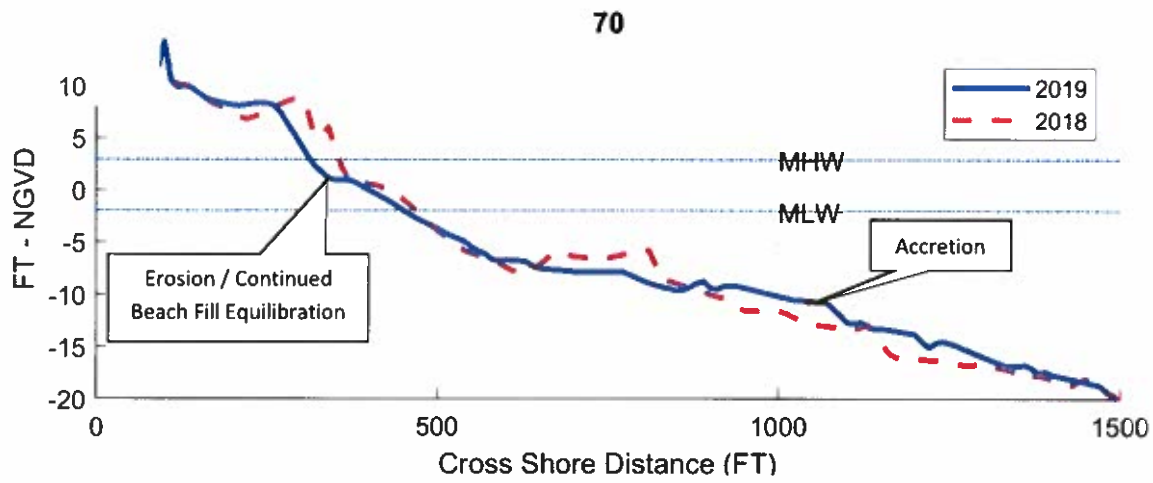 70
2019
2018
10
5
0
-5
-10
-15
-20
FT - NGVD
MHW
MLW
Accretion
Erosion / Continued
Beach Fill Equilibration
0
500
1000
1500
Cross Shore Distance (FT)